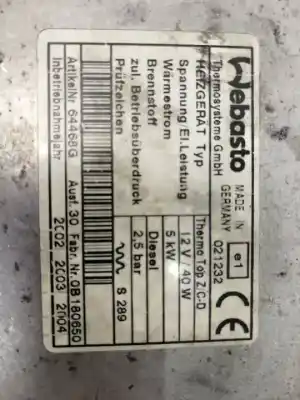 Webasto
Thermosysteme GmbH
MADE IN
GERMANY
e1
021232
CE
HEIZGERÄT Typ Thermo Top Z/C-D
Spannung/El.Leistung 12 V / 40 W
Wärmestrom 5 kW
Brennstoff Diesel
zul. Betriebsüberdruck 2,5 bar
Prüfzeichen S 289
ArtikelNr 64468G Ausf. 30 Fabr. Nr. 0B180650
Inbetriebnahmejahr 2002 2003 2004